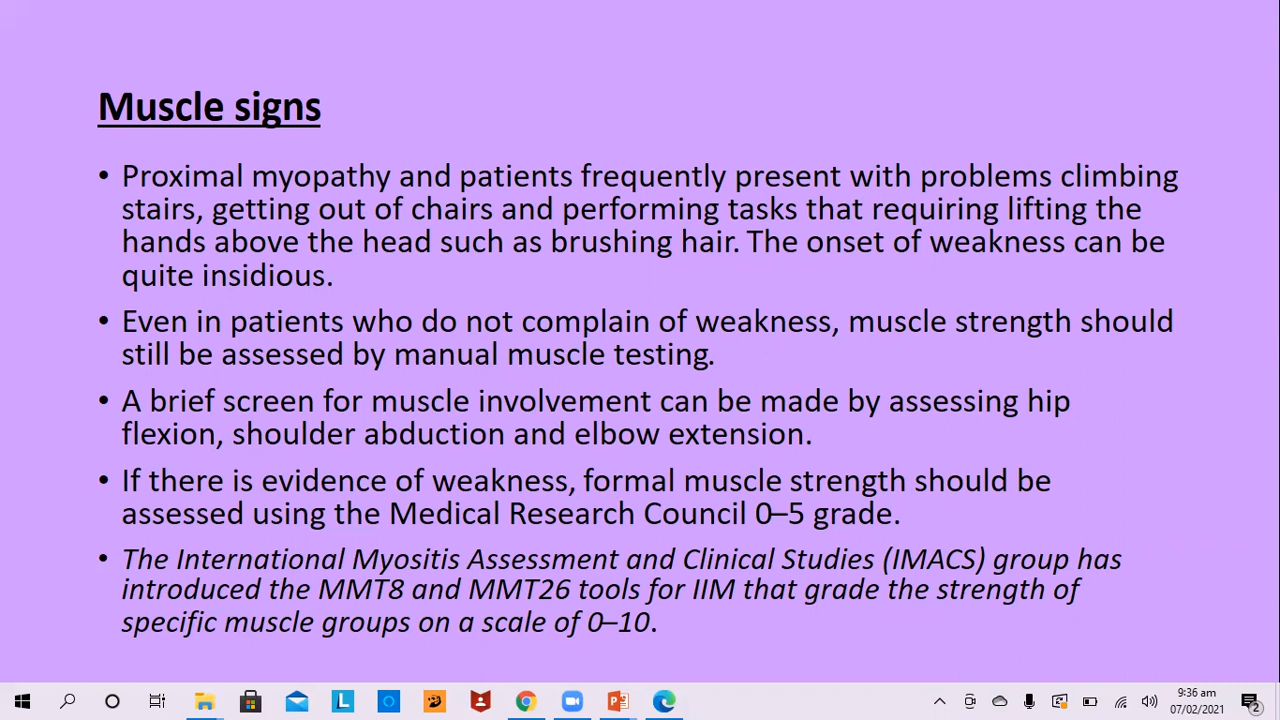 Muscle signs
• Proximal myopathy and patients frequently present with problems climbing
stairs, getting out of chairs and performing tasks that requiring lifting the
hands above the head such as brushing hair. The onset of weakness can be
quite insidious.
• Even in patients who do not complain of weakness, muscle strength should
still be assessed by manual muscle testing.
• A brief screen for muscle involvement can be made by assessing hip
flexion, shoulder abduction and elbow extension.
• If there is evidence of weakness, formal muscle strength should be
assessed using the Medical Research Council 0–5 grade.
• The International Myositis Assessment and Clinical Studies (IMACS) group has
introduced the MMT8 and MMT26 tools for IIM that grade the strength of
specific muscle groups on a scale of 0–10.
L
9:36 am
07/02/2021
2